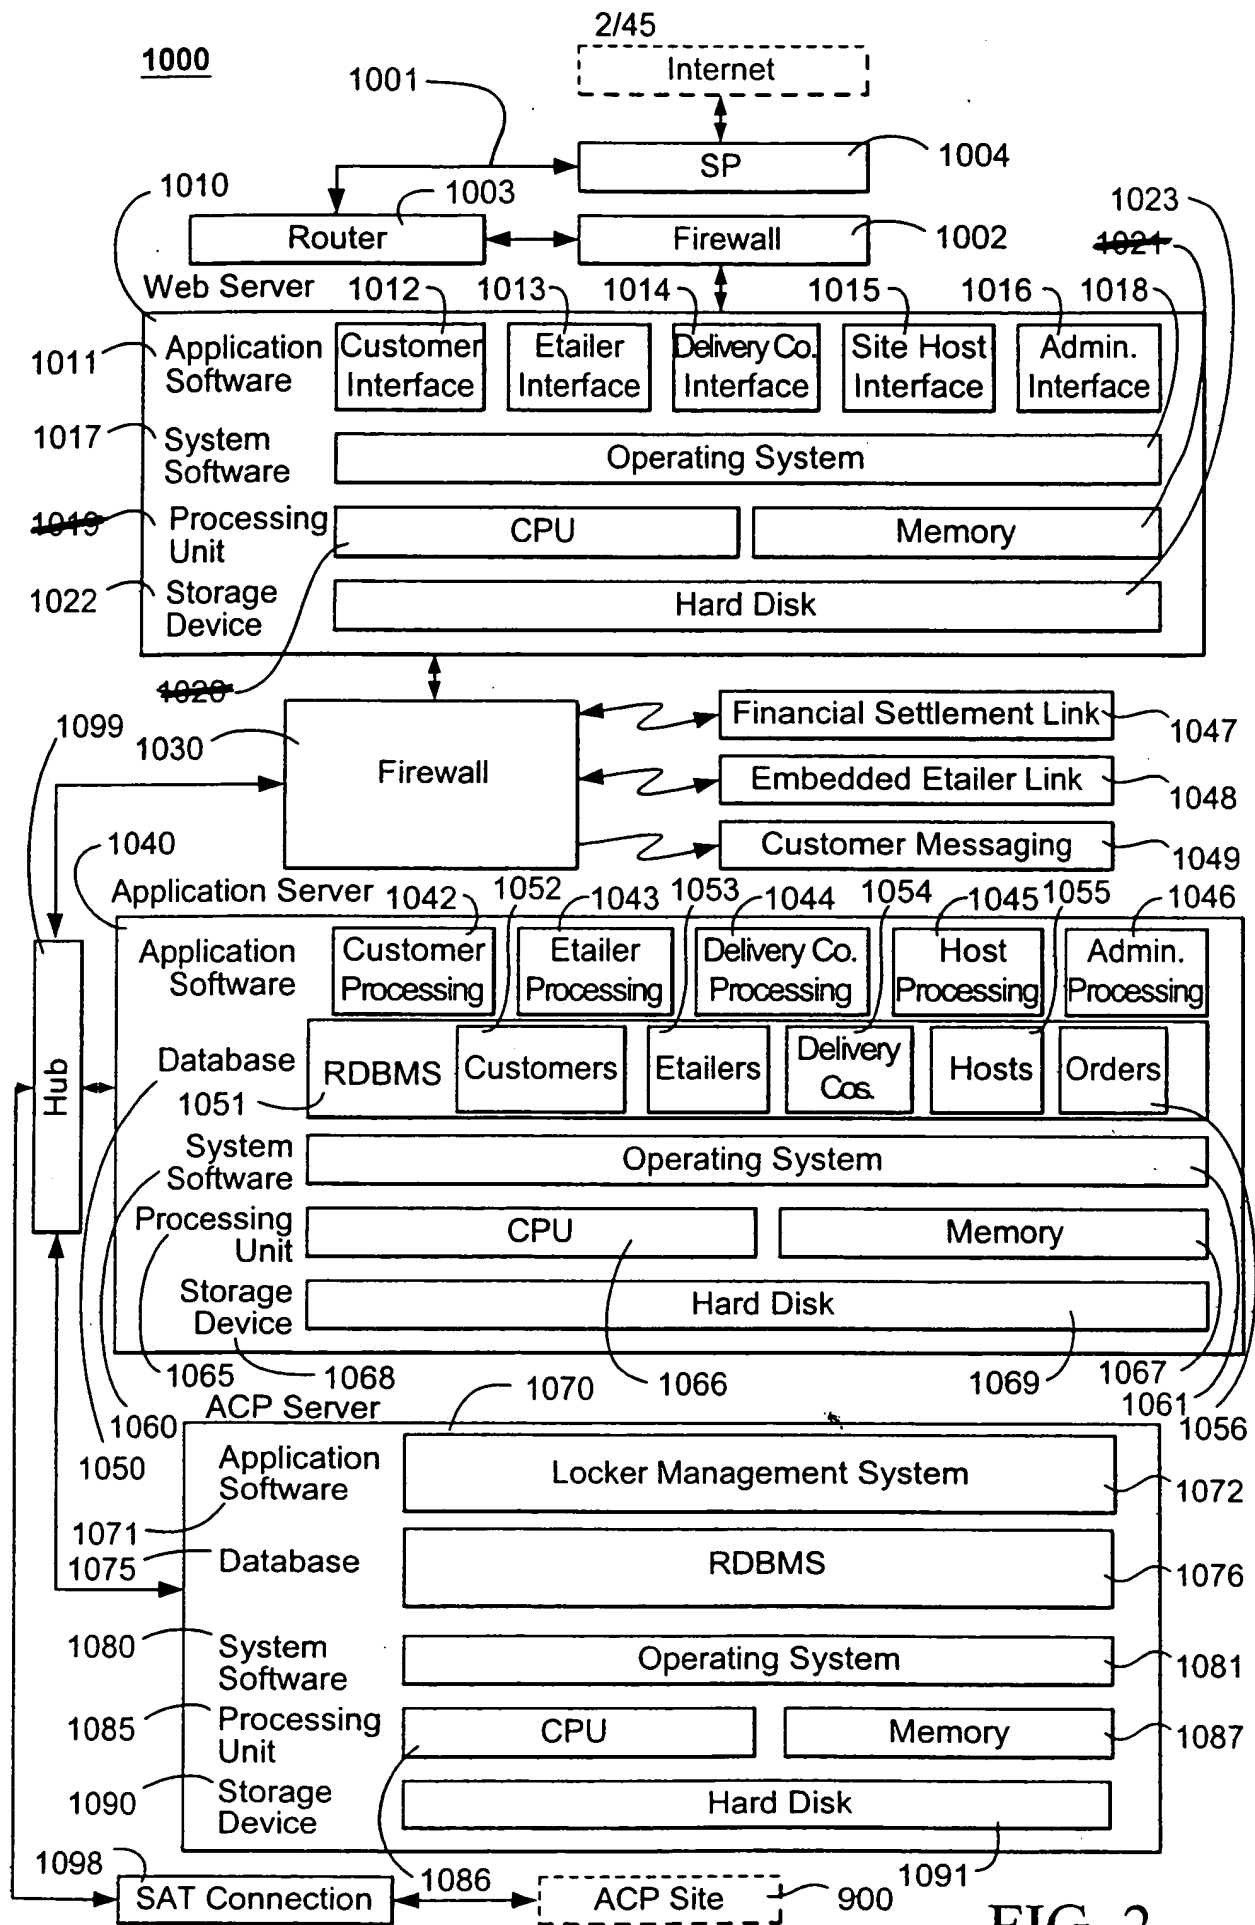 2/45
1000
Internet
1001
SP
1004
1010
1003
1023
Router
Firewall
1002
1021
Web Server
1012
1013
1014
1015
1016
1018
1011
Application Software
Customer Interface
Etailer Interface
Delivery Co. Interface
Site Host Interface
Admin. Interface
1017
System Software
Operating System
1019
Processing Unit
CPU
Memory
1022
Storage Device
Hard Disk
1020
1099
1030
Firewall
Financial Settlement Link
1047
Embedded Etailer Link
1048
Customer Messaging
1049
1040
Application Server
1042
1052
1043
1053
1044
1054
1045
1055
1046
Application Software
Customer Processing
Etailer Processing
Delivery Co. Processing
Host Processing
Admin. Processing
Hub
Database
RDBMS
1051
Customers
Etailers
Delivery Cos.
Hosts
Orders
System Software
Operating System
Processing Unit
CPU
Memory
Storage Device
Hard Disk
1065
1068
1066
1069
1067
1060
1061
1056
1050
ACP Server
1070
Application Software
Locker Management System
1072
1071
1075
Database
RDBMS
1076
1080
System Software
Operating System
1081
1085
Processing Unit
CPU
Memory
1087
1090
Storage Device
Hard Disk
1098
1086
1091
SAT Connection
ACP Site
900
FIG. 2